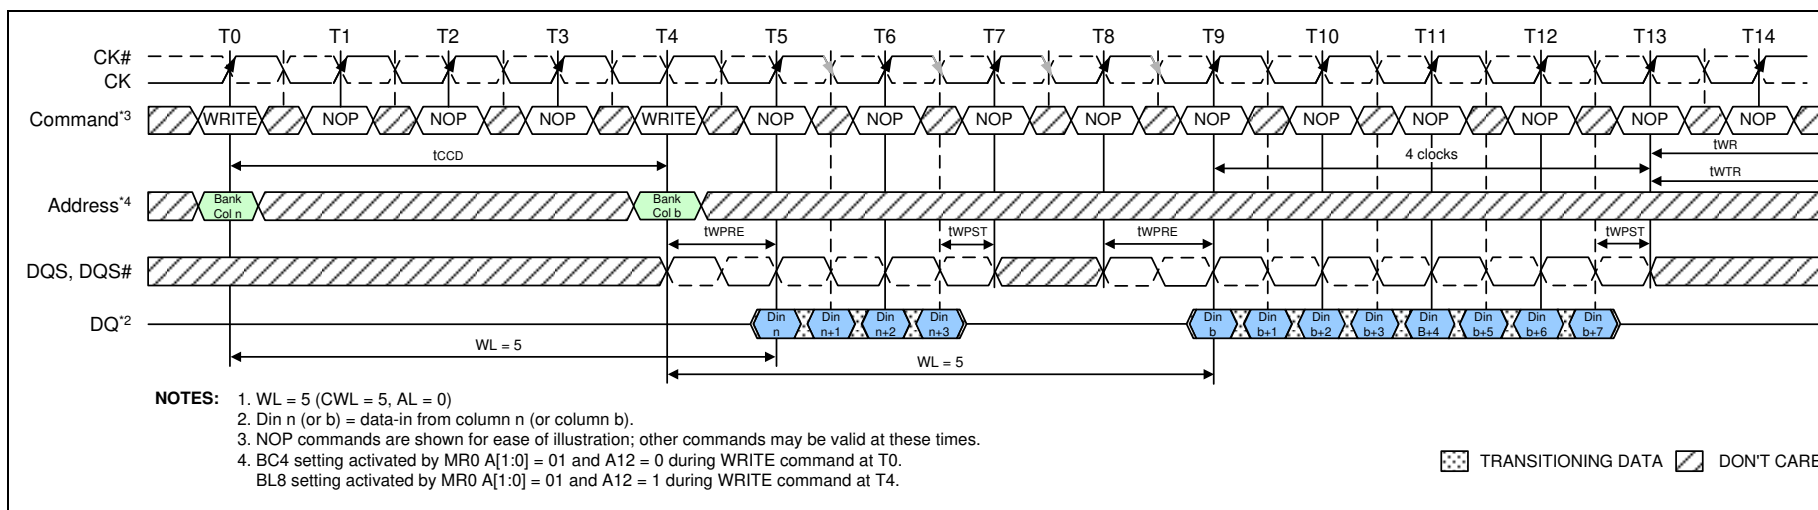 T0 T1 T2 T3 T4 T5 T6 T7 T8 T9 T10 T11 T12 T13 T14
CK#
CK
Command*3 WRITE NOP NOP NOP WRITE NOP NOP NOP NOP NOP NOP NOP NOP NOP NOP
tCCD 4 clocks tWR
tWTR
Address*4 Bank Col n Bank Col b
tWPRE tWPST tWPRE tWPST
DQS, DQS#
DQ*2 Din n Din n+1 Din n+2 Din n+3 Din b Din b+1 Din b+2 Din b+3 Din B+4 Din b+5 Din b+6 Din b+7
WL = 5
WL = 5
NOTES: 1. WL = 5 (CWL = 5, AL = 0)
2. Din n (or b) = data-in from column n (or column b).
3. NOP commands are shown for ease of illustration; other commands may be valid at these times.
4. BC4 setting activated by MR0 A[1:0] = 01 and A12 = 0 during WRITE command at T0.
BL8 setting activated by MR0 A[1:0] = 01 and A12 = 1 during WRITE command at T4.
TRANSITIONING DATA DON'T CARE